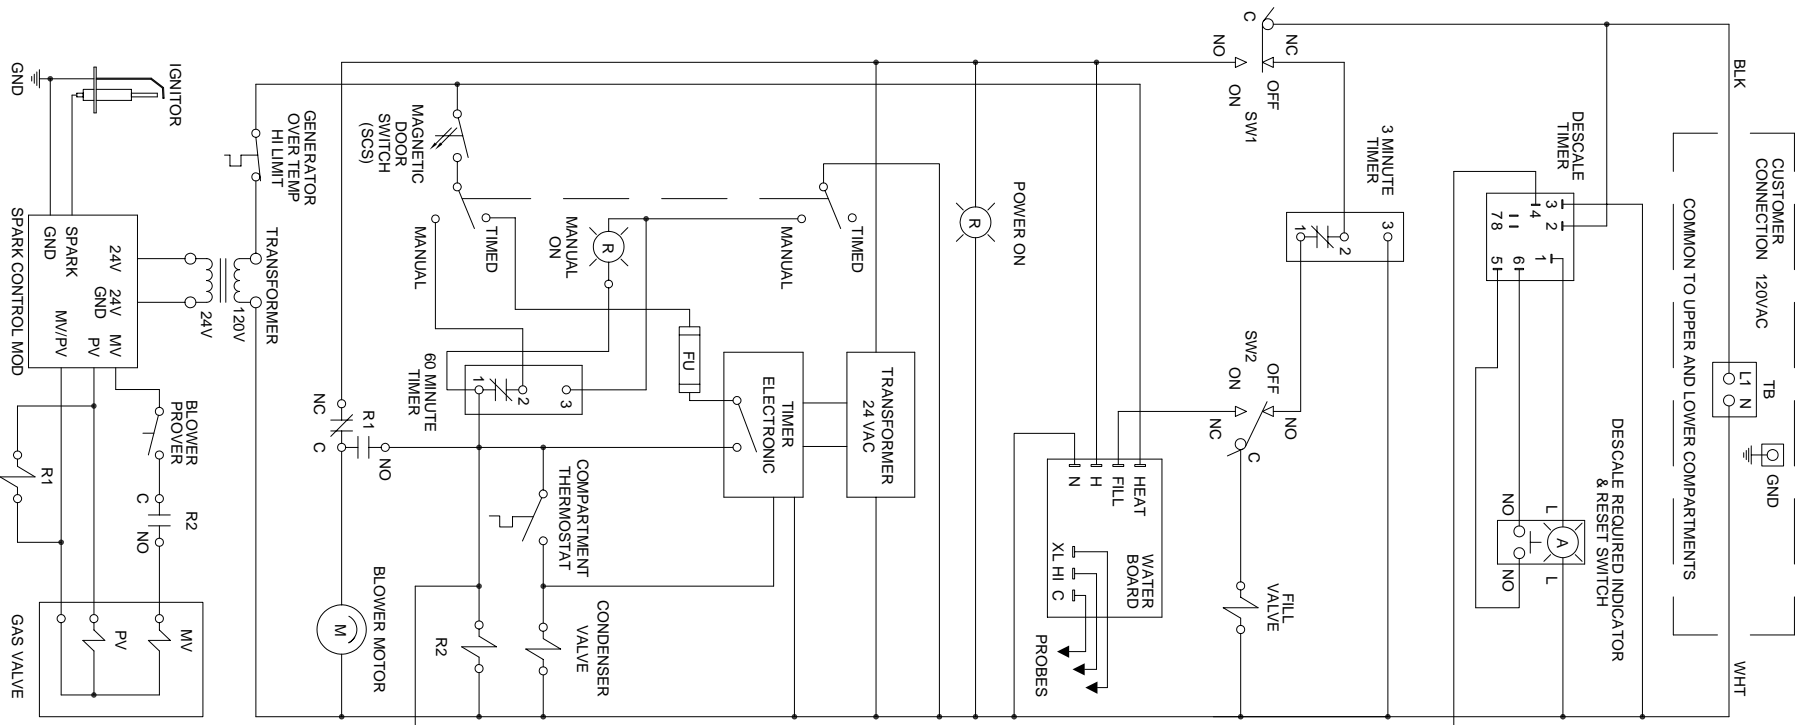 CUSTOMER
CONNECTION 120VAC
COMMON TO UPPER AND LOWER COMPARTMENTS
BLK
TB
L1 N
GND
WHT
DESCALE REQUIRED INDICATOR
& RESET SWITCH
DESCALE
TIMER
3
2
1
4
6
7 8
5
L
A
L
NO
NO
3 MINUTE
TIMER
3
2
1
C
NC
OFF
SW1
NO
ON
SW2
OFF
ON
NO
NC
C
FILL
VALVE
HEAT
FILL
H
N
WATER
BOARD
XL HI C
PROBES
POWER ON
R
TRANSFORMER
24 VAC
TIMER
ELECTRONIC
TIMED
MANUAL
MANUAL
ON
R
TIMED
MANUAL
MAGNETIC
DOOR
SWITCH
(SCS)
FU
60 MINUTE
TIMER
3
2
1
COMPARTMENT
THERMOSTAT
CONDENSER
VALVE
R2
R1
NO
NC
C
BLOWER MOTOR
M
GENERATOR
OVER TEMP
HI LIMIT
TRANSFORMER
120V
24V
IGNITOR
GND
SPARK CONTROL MOD
24V
24V
GND
MV
SPARK
GND
PV
MV/PV
BLOWER
PROVER
R2
C
NO
R1
MV
PV
GAS VALVE